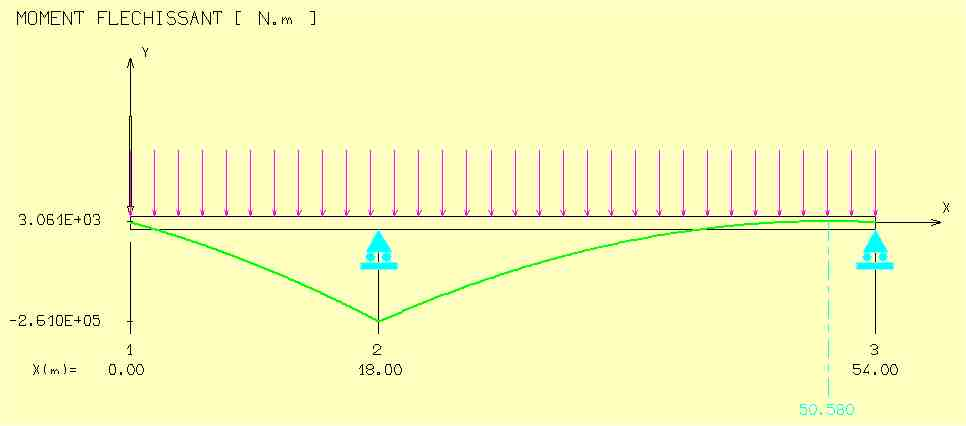 MOMENT FLECHISSANT [ N.m ]
Y
X
3.061E+03
-2.610E+05
1 2 3
X(m)= 0.00 18.00 54.00
50.580